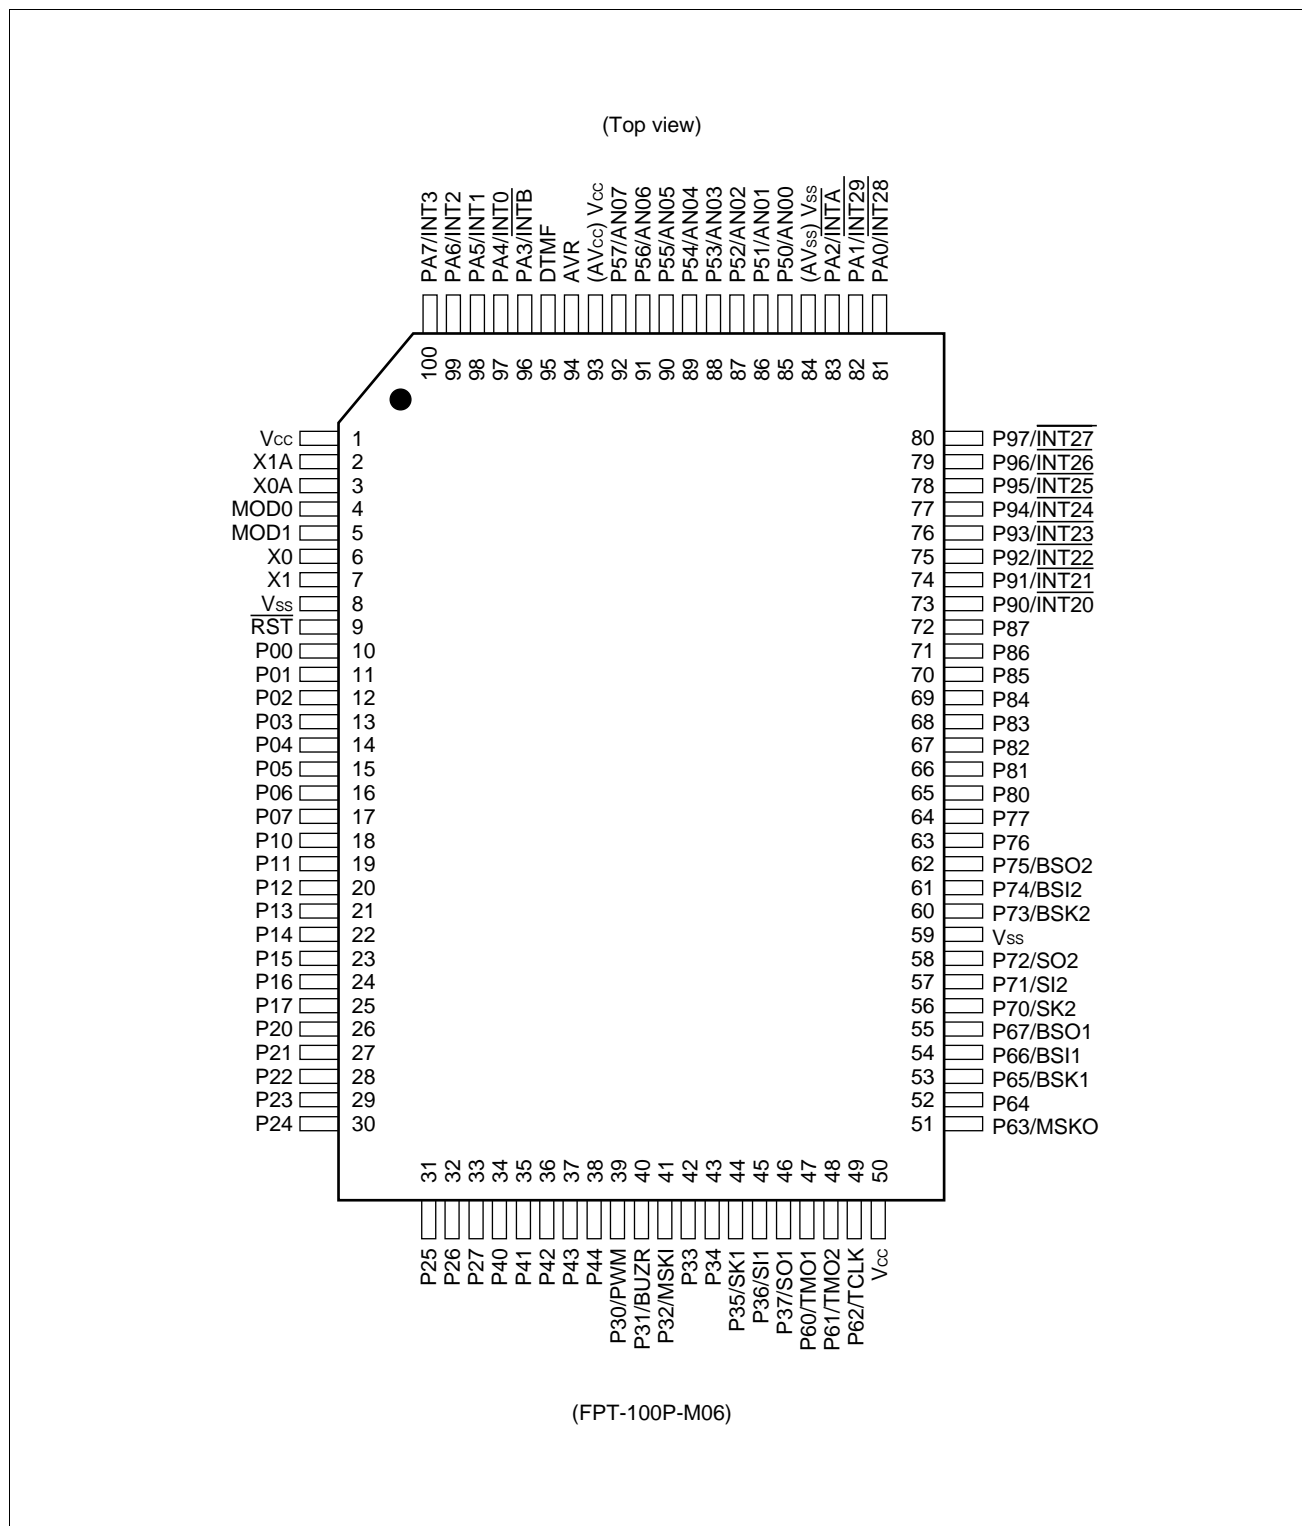 (Top view)
PA7/INT3
PA6/INT2
PA5/INT1
PA4/INT0
PA3/INTB
DTMF
AVR
(AVcc) Vcc
P57/AN07
P56/AN06
P55/AN05
P54/AN04
P53/AN03
P52/AN02
P51/AN01
P50/AN00
(AVss) Vss
PA2/INTA
PA1/INT29
PA0/INT28
100
99
98
97
96
95
94
93
92
91
90
89
88
87
86
85
84
83
82
81
Vcc 1
X1A 2
X0A 3
MOD0 4
MOD1 5
X0 6
X1 7
Vss 8
RST 9
P00 10
P01 11
P02 12
P03 13
P04 14
P05 15
P06 16
P07 17
P10 18
P11 19
P12 20
P13 21
P14 22
P15 23
P16 24
P17 25
P20 26
P21 27
P22 28
P23 29
P24 30
80 P97/INT27
79 P96/INT26
78 P95/INT25
77 P94/INT24
76 P93/INT23
75 P92/INT22
74 P91/INT21
73 P90/INT20
72 P87
71 P86
70 P85
69 P84
68 P83
67 P82
66 P81
65 P80
64 P77
63 P76
62 P75/BSO2
61 P74/BSI2
60 P73/BSK2
59 Vss
58 P72/SO2
57 P71/SI2
56 P70/SK2
55 P67/BSO1
54 P66/BSI1
53 P65/BSK1
52 P64
51 P63/MSKO
31
32
33
34
35
36
37
38
39
40
41
42
43
44
45
46
47
48
49
50
P25
P26
P27
P40
P41
P42
P43
P44
P30/PWM
P31/BUZR
P32/MSKI
P33
P34
P35/SK1
P36/SI1
P37/SO1
P60/TMO1
P61/TMO2
P62/TCLK
Vcc
(FPT-100P-M06)